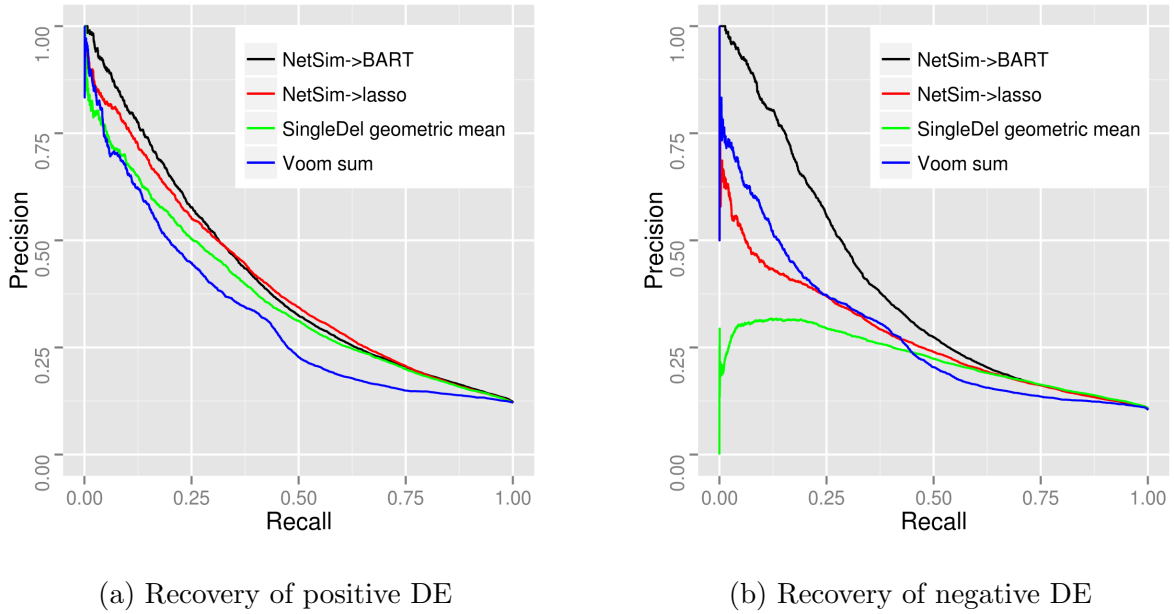 1.00
0.75
0.50
0.25
0.00
Precision
NetSim->BART
NetSim->lasso
SingleDel geometric mean
Voom sum
0.00 0.25 0.50 0.75 1.00
Recall
(a) Recovery of positive DE
1.00
0.75
0.50
0.25
0.00
Precision
NetSim->BART
NetSim->lasso
SingleDel geometric mean
Voom sum
0.00 0.25 0.50 0.75 1.00
Recall
(b) Recovery of negative DE